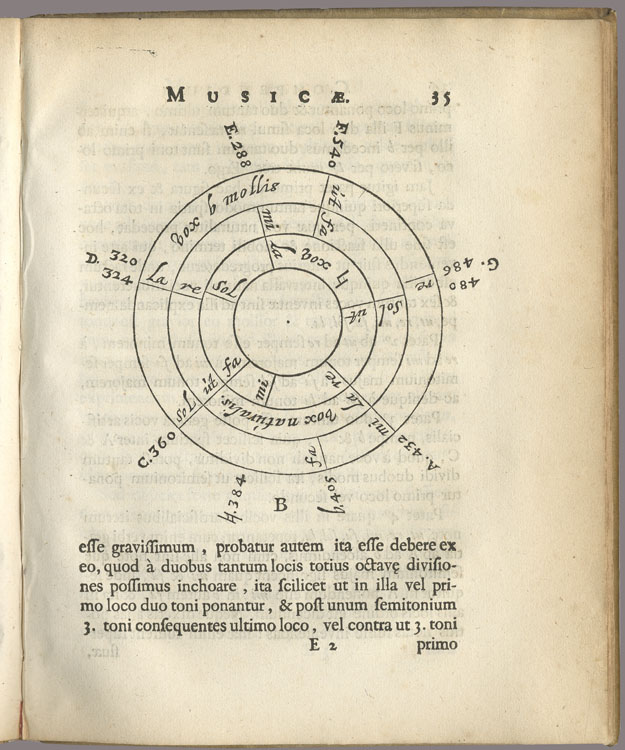 MUSICÆ. 35
E. 288
F. 540
vox b mollis
mi
ut
fa
la
vox ♮
D. 320
324
la re
sol
G.
486
480
re
sol
ut
ut fa
sol
mi
re
la
mi
vox naturalis.
C. 360
A. 432
fa
B
esse gravissimum , probatur autem ita esse debere ex
eo, quod à duobus tantum locis totius octavę divisio-
nes possimus inchoare , ita scilicet ut in illa vel pri-
mo loco duo toni ponantur, & post unum semitonium
3. toni consequentes ultimo loco , vel contra ut 3. toni
E 2 primo